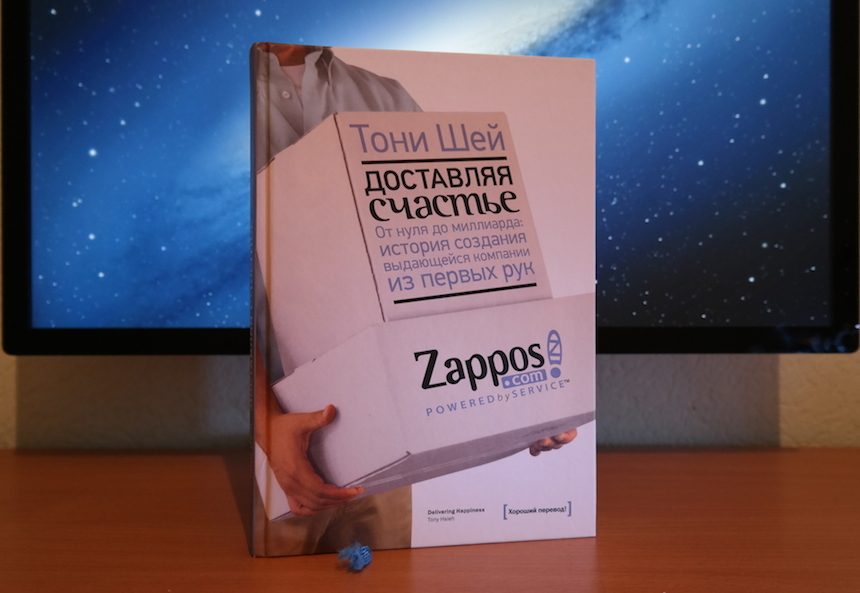 Тони Шей
ДОСТАВЛЯЯ
счастье
От нуля до миллиарда:
история создания
выдающейся компании
из первых рук
Zappos
.com
POWERED by SERVICE™
Delivering Happiness
Tony Hsieh
[Хороший перевод!]